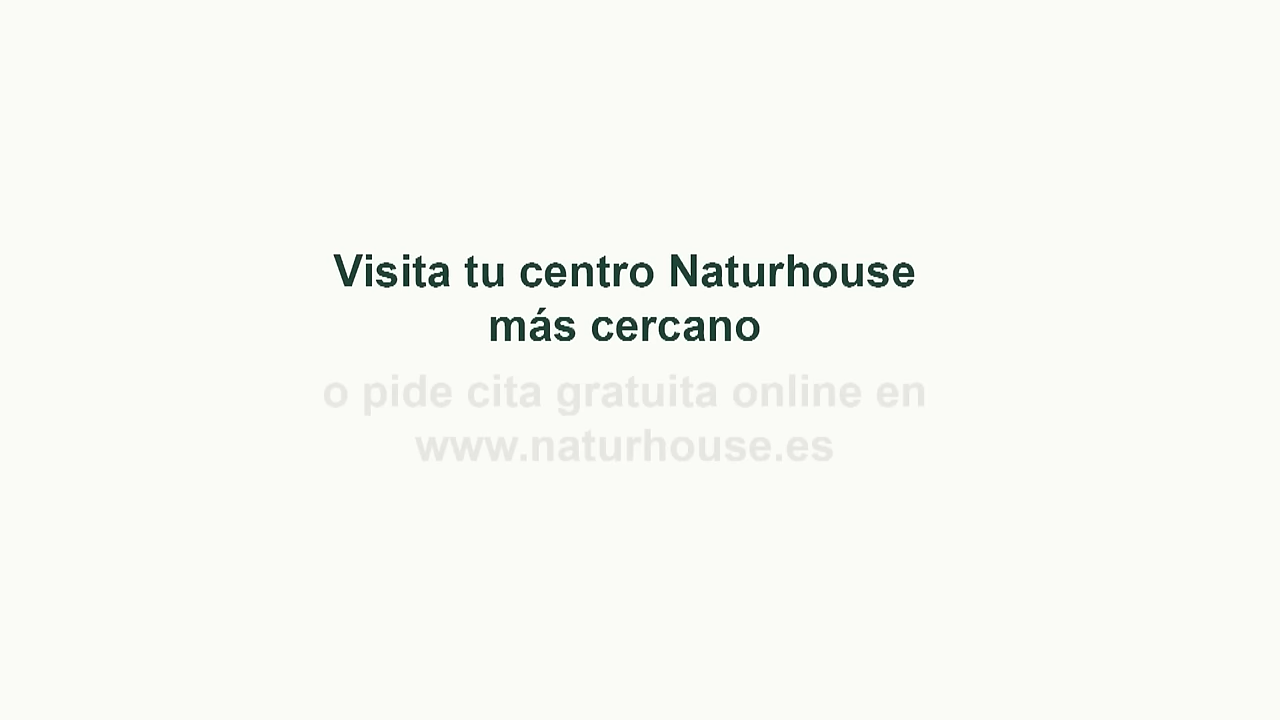 Visita tu centro Naturhouse
más cercano
o pide cita gratuita online en
www.naturhouse.es